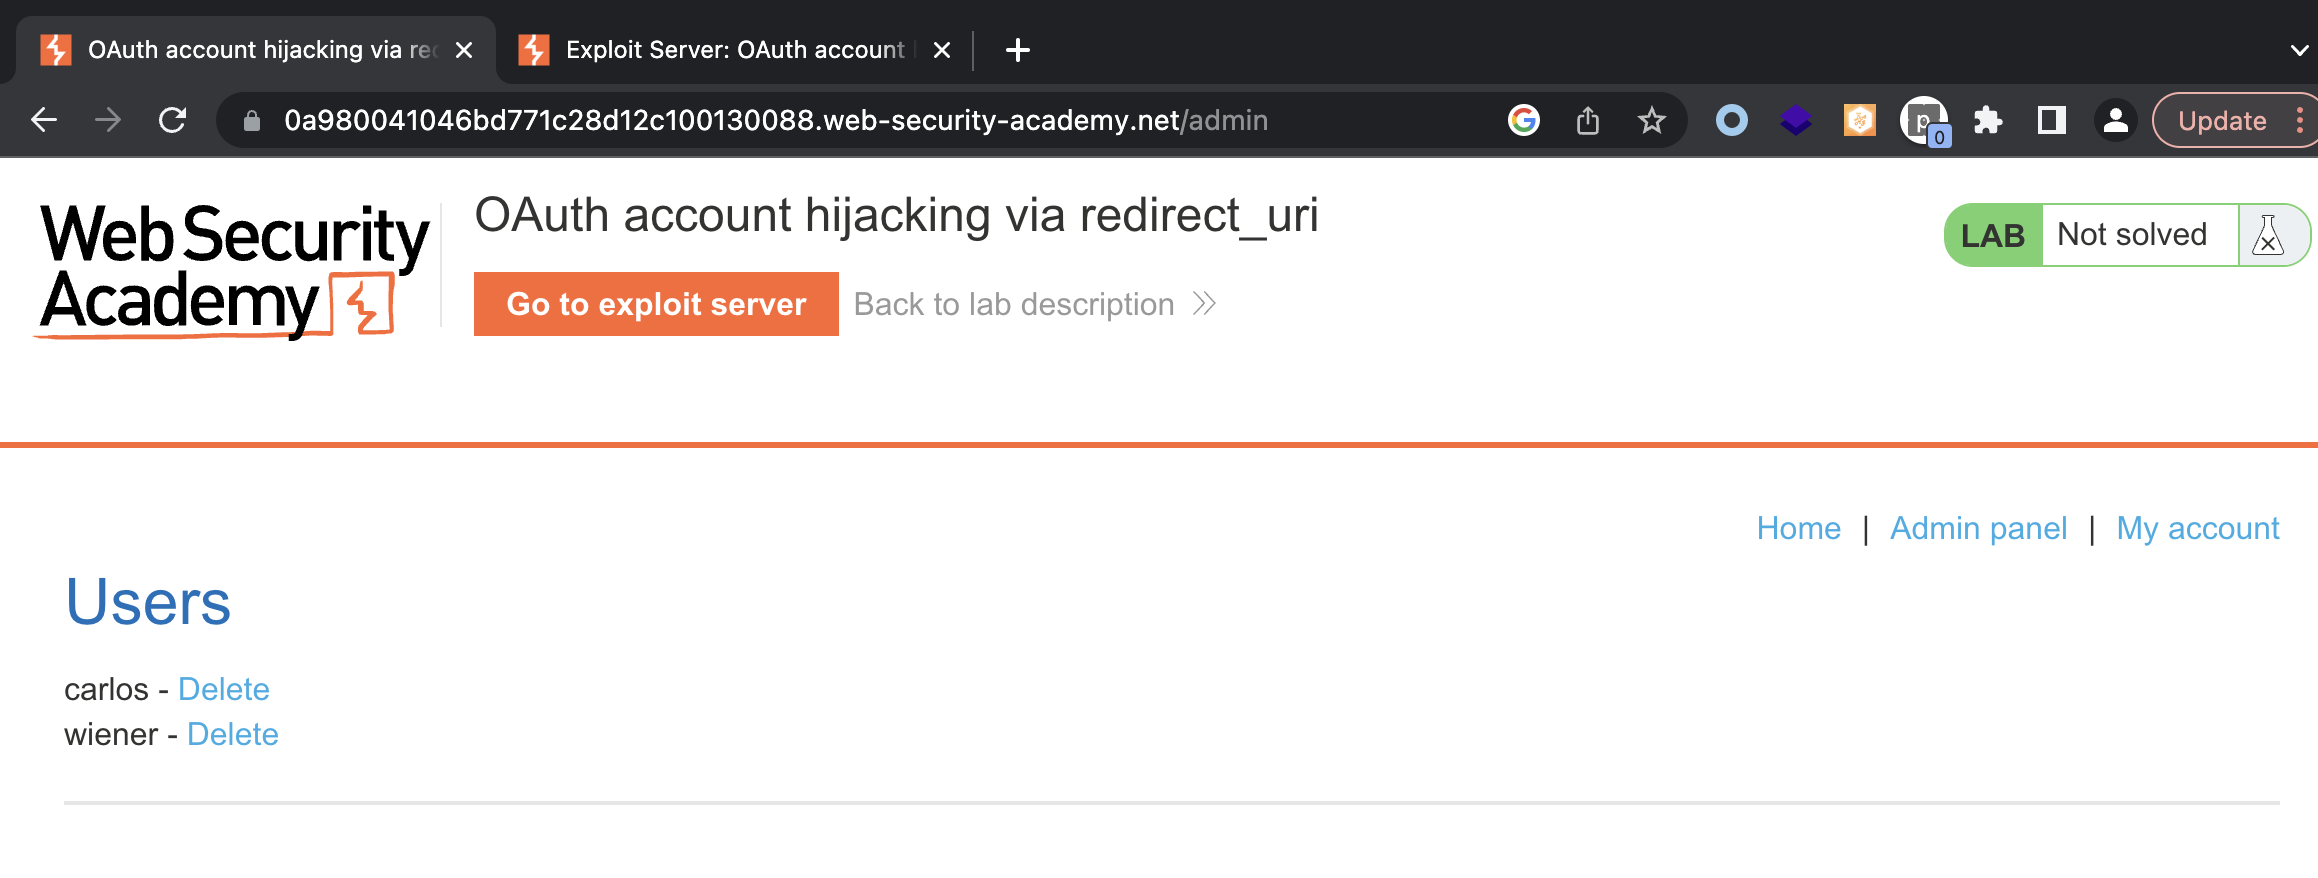 OAuth account hijacking via red
Exploit Server: OAuth account
0a980041046bd771c28d12c100130088.web-security-academy.net/admin
0
Update
Web Security
Academy
OAuth account hijacking via redirect_uri
Go to exploit server
Back to lab description
LAB
Not solved
Home | Admin panel | My account
Users
carlos - Delete
wiener - Delete